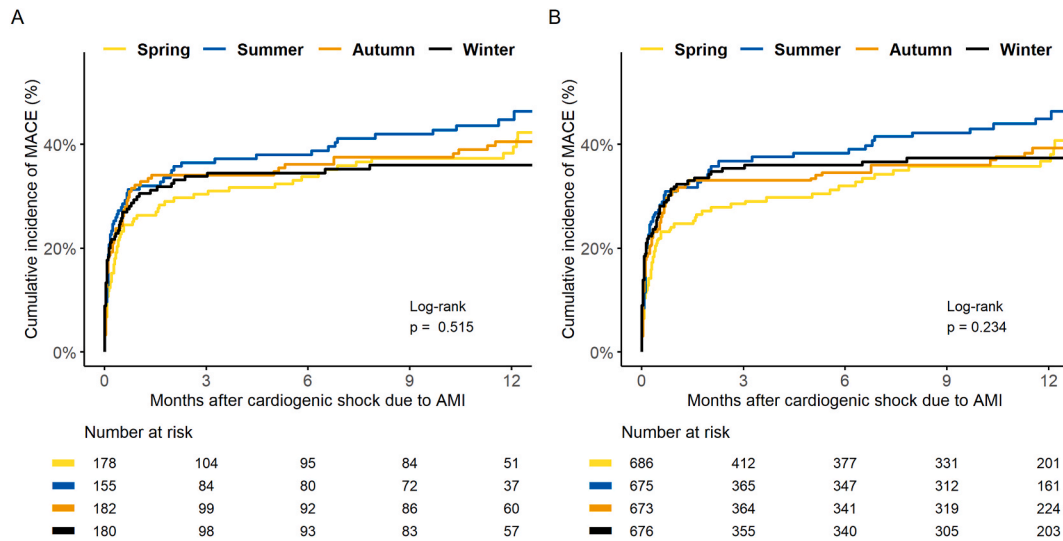 A
Spring Summer Autumn Winter
Cumulative incidence of MACE (%)
40%
20%
0%
Log-rank
p = 0.515
0 3 6 9 12
Months after cardiogenic shock due to AMI
Number at risk
178 104 95 84 51
155 84 80 72 37
182 99 92 86 60
180 98 93 83 57
B
Spring Summer Autumn Winter
Cumulative incidence of MACE (%)
40%
20%
0%
Log-rank
p = 0.234
0 3 6 9 12
Months after cardiogenic shock due to AMI
Number at risk
686 412 377 331 201
675 365 347 312 161
673 364 341 319 224
676 355 340 305 203